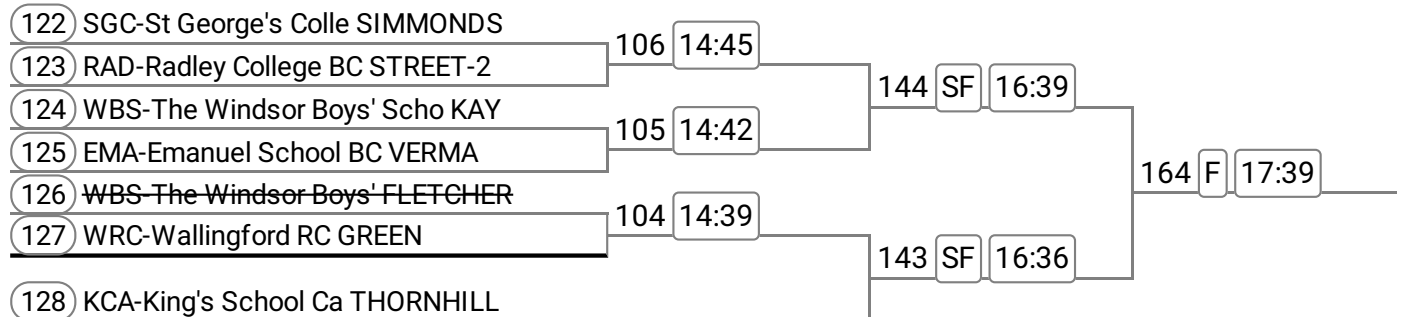 122 SGC-St George's Colle SIMMONDS
106 14:45
123 RAD-Radley College BC STREET-2
144 SF 16:39
124 WBS-The Windsor Boys' Scho KAY
105 14:42
125 EMA-Emanuel School BC VERMA
164 F 17:39
126 WBS-The Windsor Boys' FLETCHER
104 14:39
127 WRC-Wallingford RC GREEN
143 SF 16:36
128 KCA-King's School Ca THORNHILL